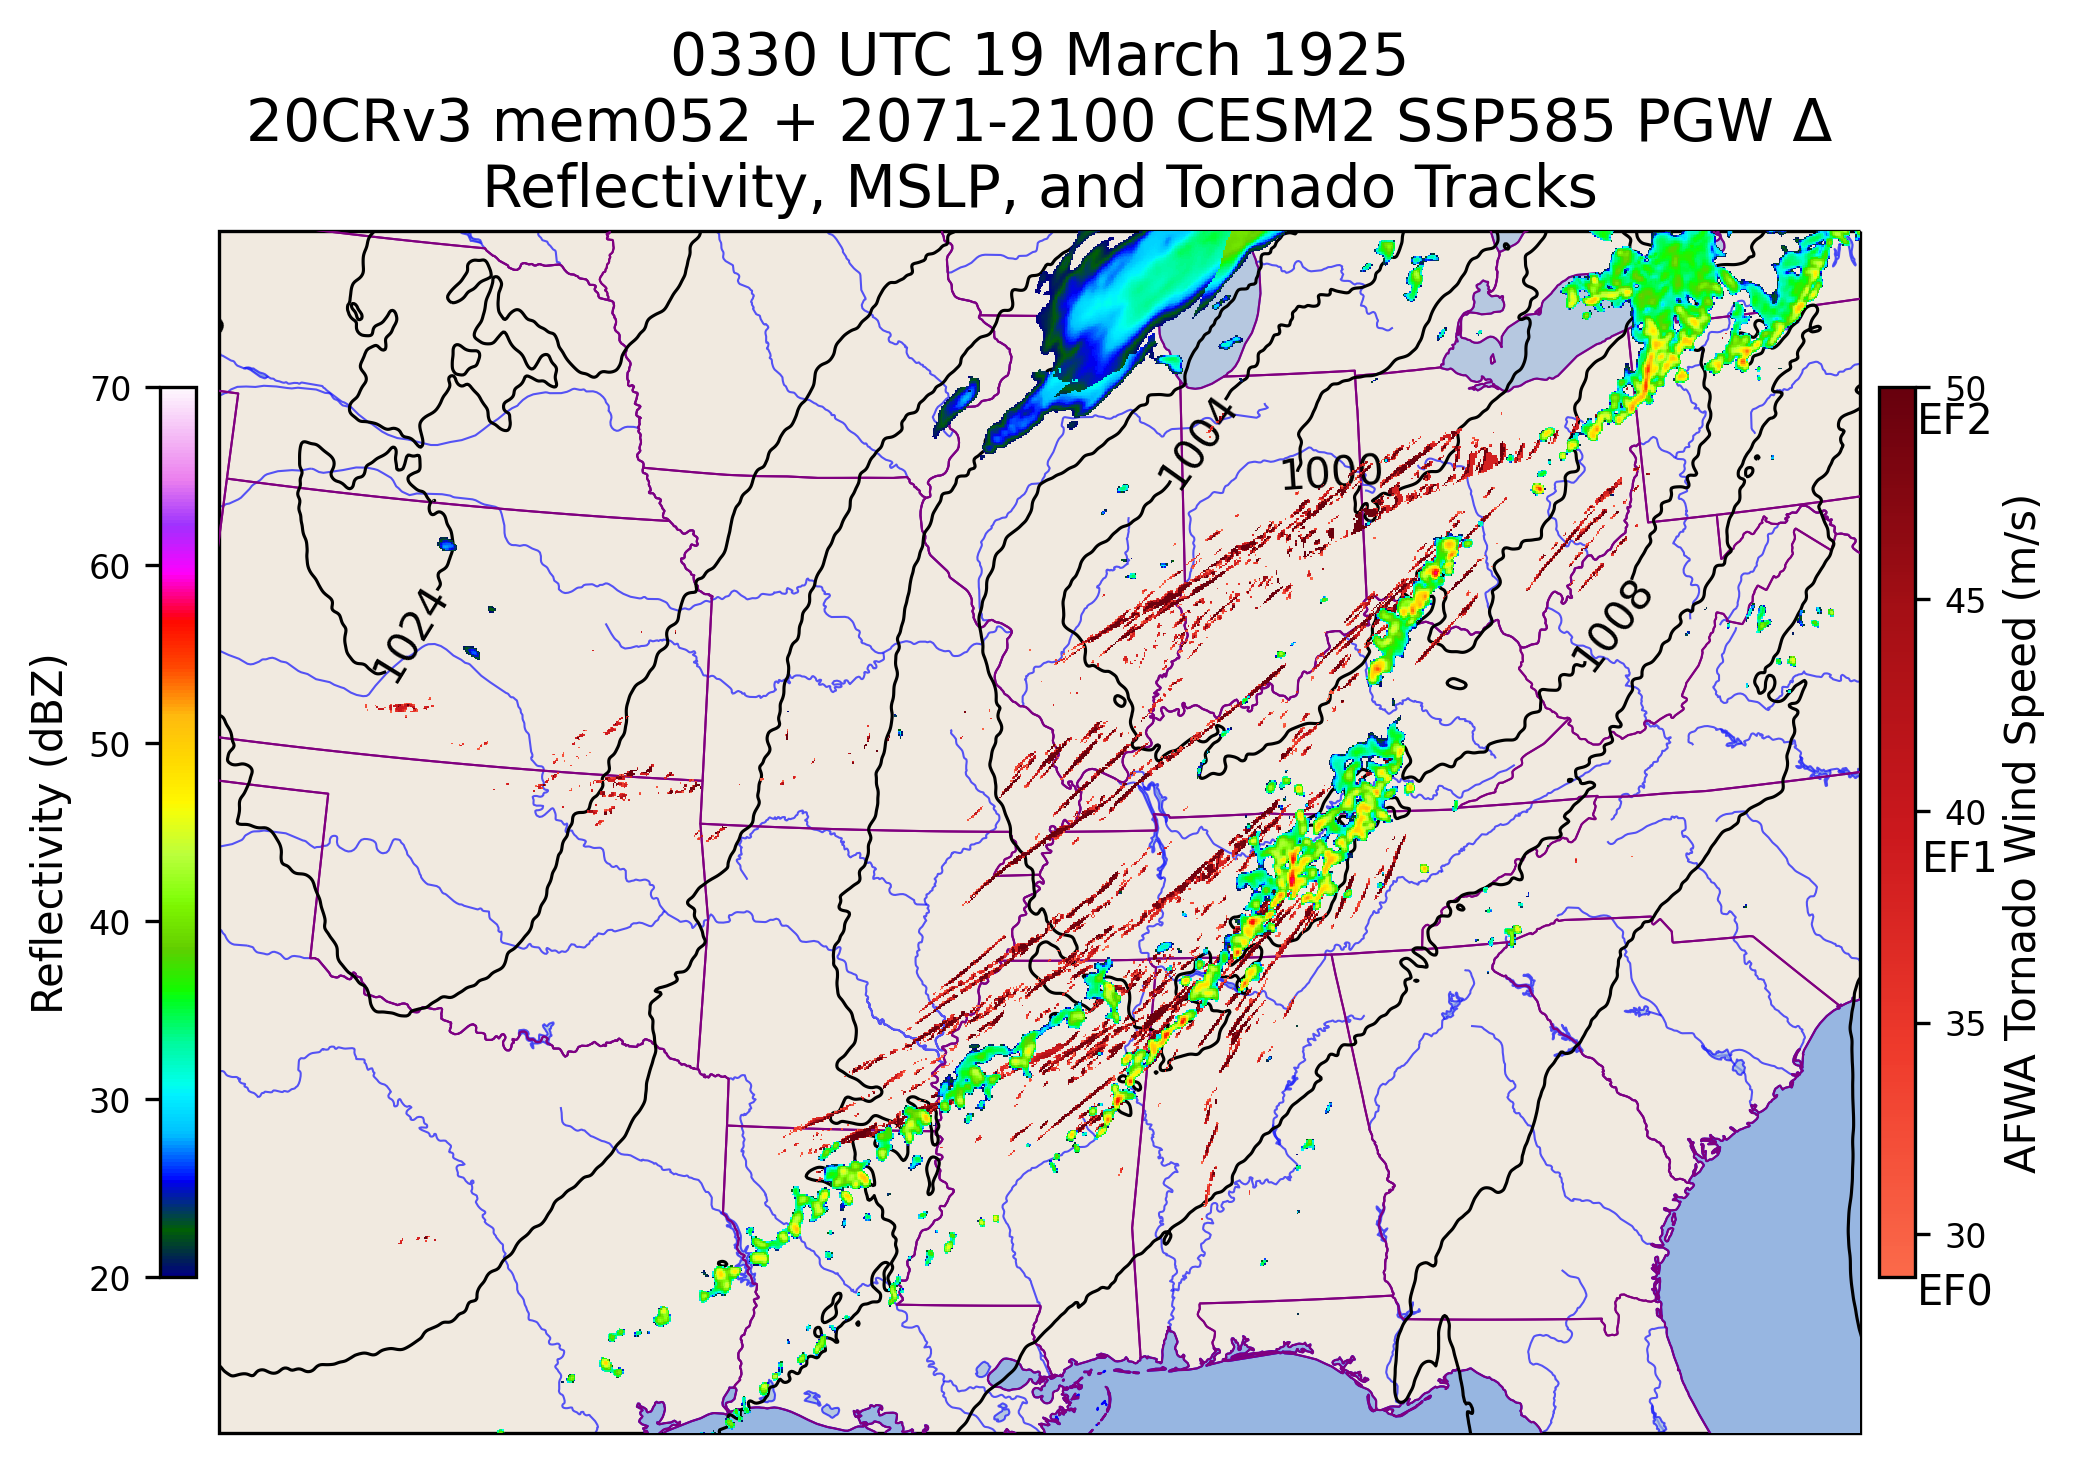 0330 UTC 19 March 1925
20CRv3 mem052 + 2071-2100 CESM2 SSP585 PGW Δ
Reflectivity, MSLP, and Tornado Tracks
Reflectivity (dBZ)
70
60
50
40
30
20
1024
1004
1000
1008
50
EF2
45
40
EF1
35
30
EF0
AFWA Tornado Wind Speed (m/s)